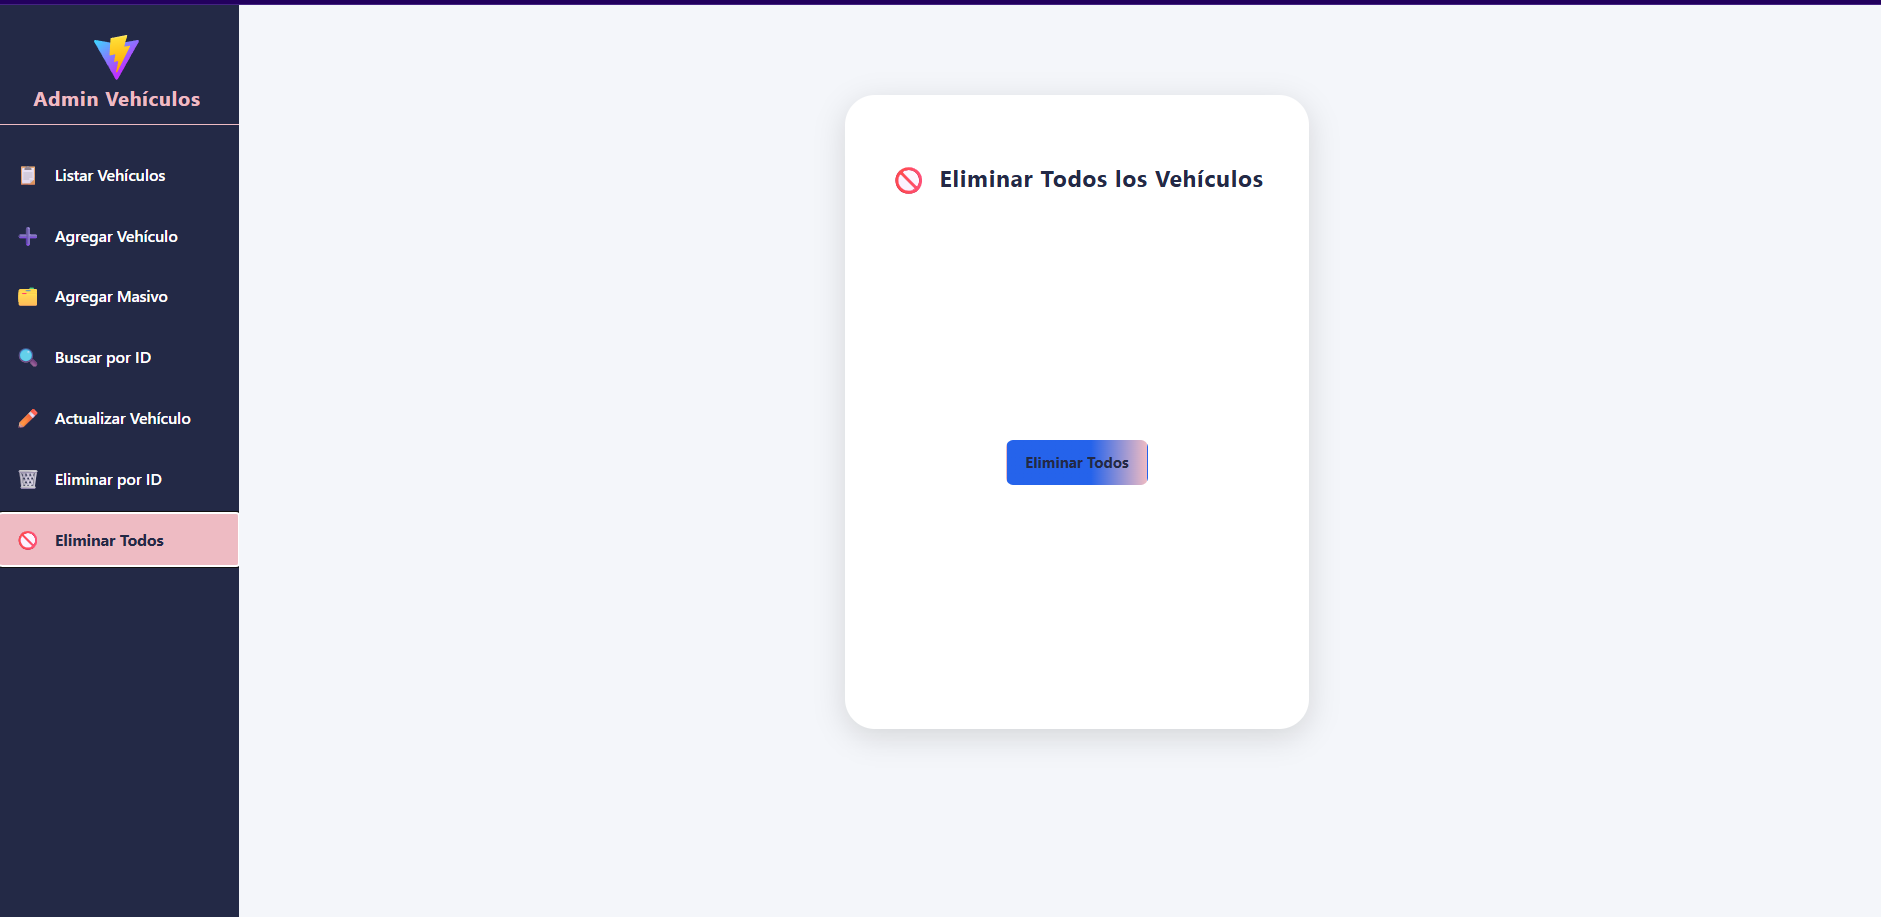 Admin Vehículos
Listar Vehículos
Agregar Vehículo
Agregar Masivo
Buscar por ID
Actualizar Vehículo
Eliminar por ID
Eliminar Todos
Eliminar Todos los Vehículos
Eliminar Todos